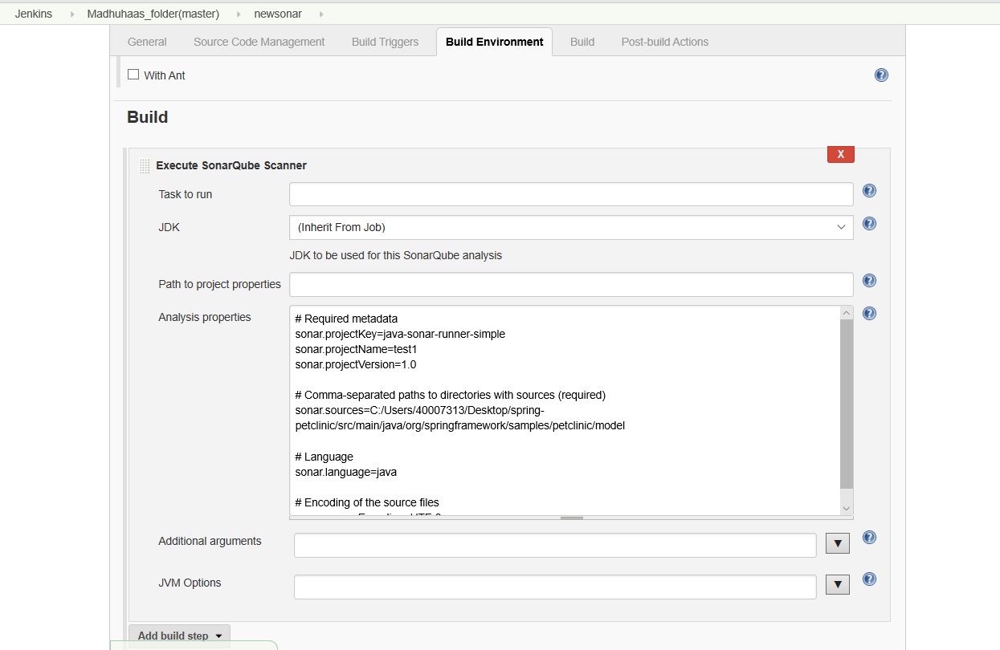 Jenkins Madhuhaas_folder(master) newsonar
General Source Code Management Build Triggers Build Environment Build Post-build Actions
With Ant
Build
X
Execute SonarQube Scanner
Task to run
JDK (Inherit From Job)
JDK to be used for this SonarQube analysis
Path to project properties
Analysis properties
# Required metadata
sonar.projectKey=java-sonar-runner-simple
sonar.projectName=test1
sonar.projectVersion=1.0
# Comma-separated paths to directories with sources (required)
sonar.sources=C:/Users/40007313/Desktop/spring-
petclinic/src/main/java/org/springframework/samples/petclinic/model
# Language
sonar.language=java
# Encoding of the source files
Additional arguments
JVM Options
Add build step